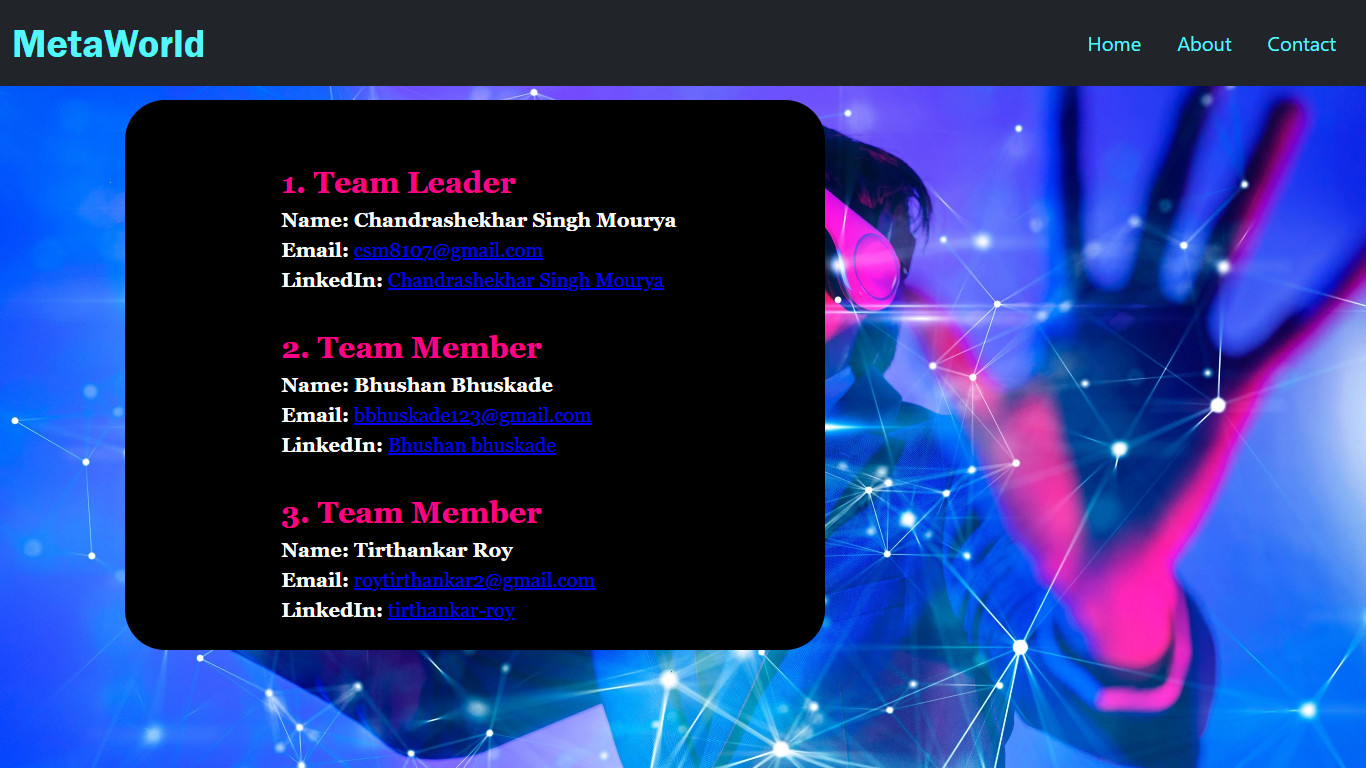 MetaWorld
Home About Contact
1. Team Leader
Name: Chandrashekhar Singh Mourya
Email: csm8107@gmail.com
LinkedIn: Chandrashekhar Singh Mourya
2. Team Member
Name: Bhushan Bhuskade
Email: bbhuskade123@gmail.com
LinkedIn: Bhushan bhuskade
3. Team Member
Name: Tirthankar Roy
Email: roytirthankar2@gmail.com
LinkedIn: tirthankar-roy